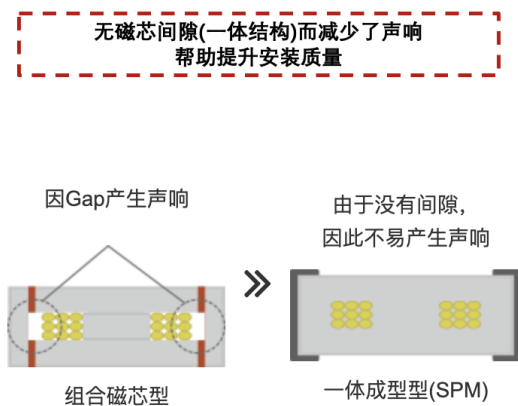 无磁芯间隙(一体结构)而减少了声响
帮助提升安装质量
因Gap产生声响
由于没有间隙，
因此不易产生声响
组合磁芯型
一体成型型(SPM)